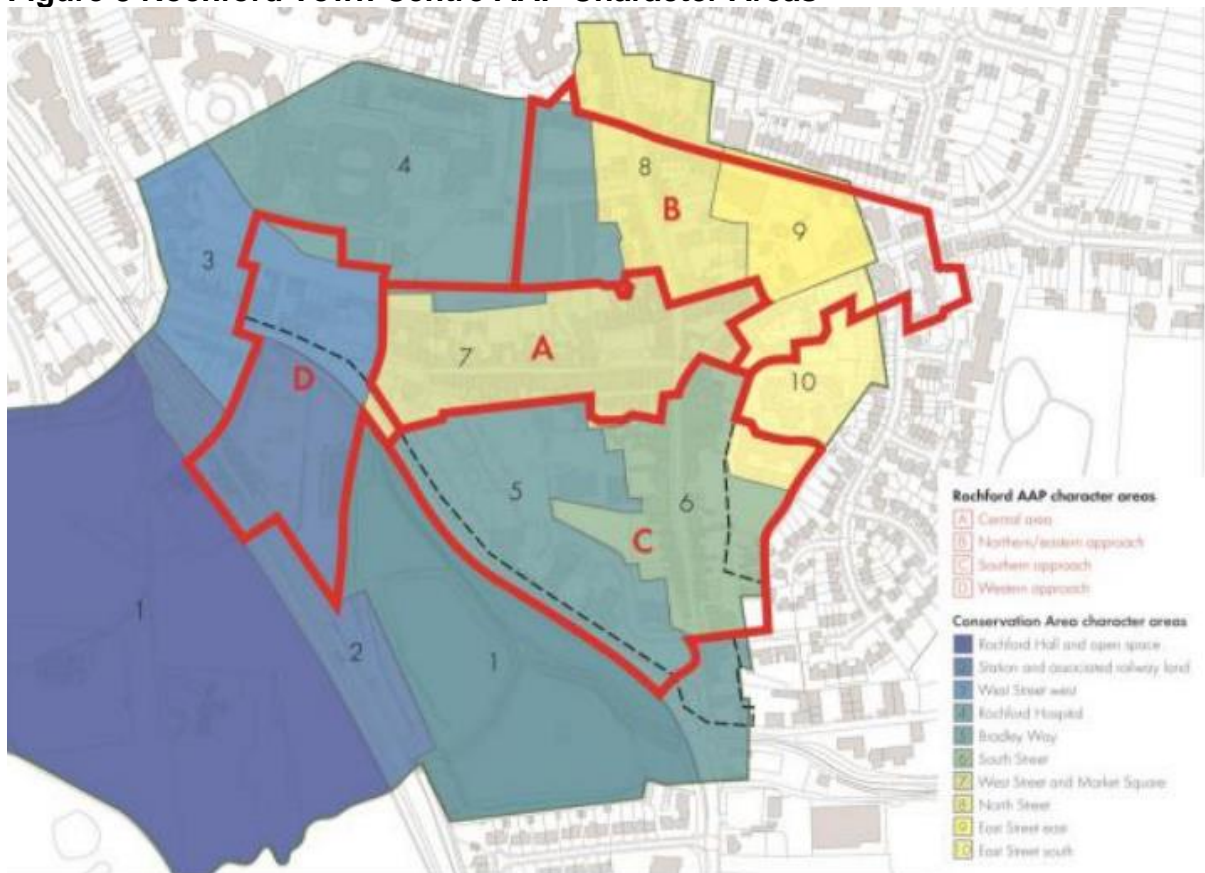 Figure 6 Rochford Town Centre AAP Character Areas
4
8
B
3
9
7
A
D
10
5
6
C
1
2
1
Rochford AAP character areas
A Central area
B Northern/eastern approach
C Southern approach
D Western approach
Conservation Area character areas
1 Rochford Hall and open space
2 Station and associated railway land
3 West Street west
4 Rochford Hospital
5 Bradley Way
6 South Street
7 West Street and Market Square
8 North Street
9 East Street east
10 East Street south